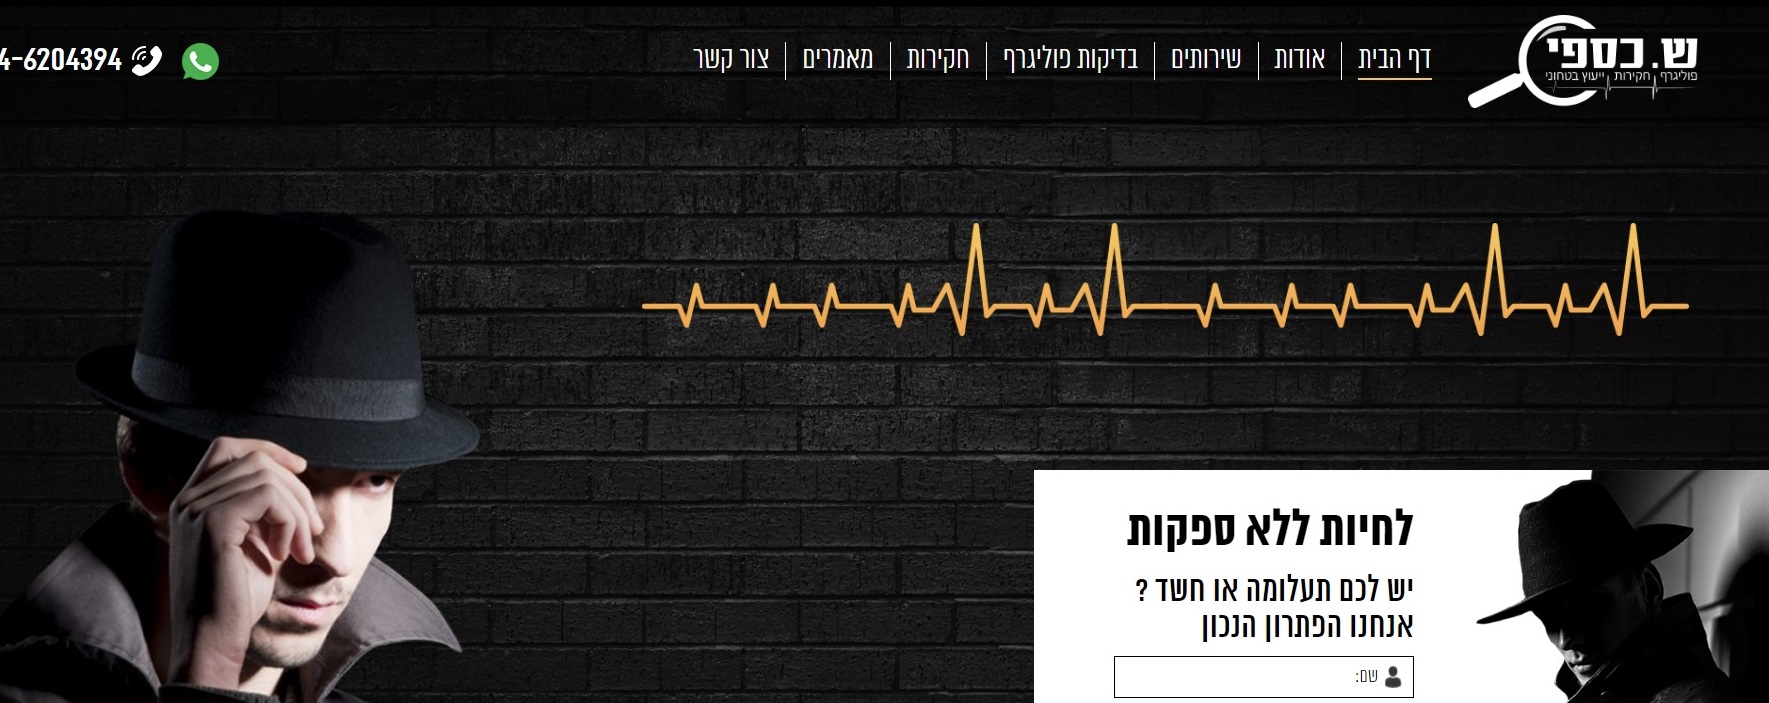 ש. כספי
פוליגרף | חקירות | ייעוץ בטחוני
דף הבית
אודות
שירותים
בדיקות פוליגרף
חקירות
מאמרים
צור קשר
4-6204394
לחיות ללא ספקות
יש לכם תעלומה או חשד ?
אנחנו הפתרון הנכון
שם: